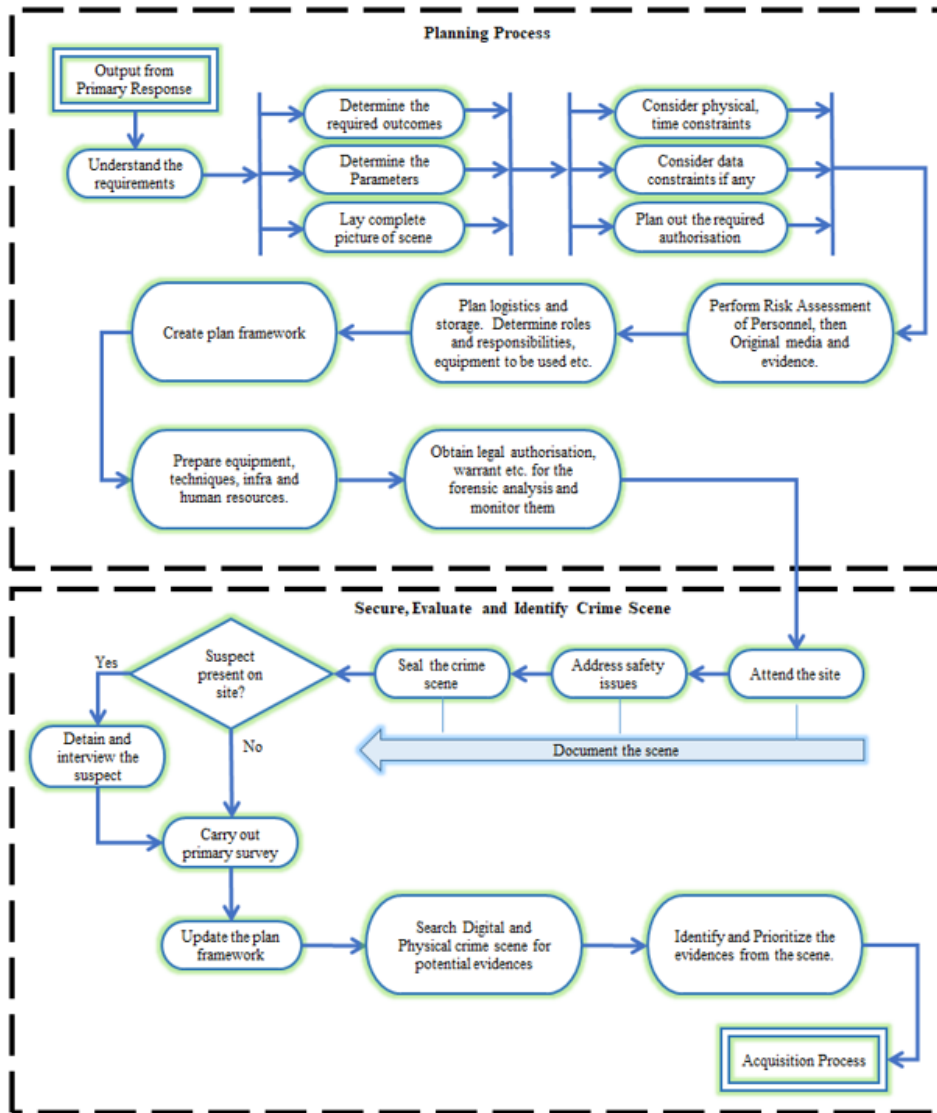 Planning Process
Output from
Primary Response
Understand the
requirements
Determine the
required outcomes
Determine the
Parameters
Lay complete
picture of scene
Consider physical,
time constraints
Consider data
constraints if any
Plan out the required
authorisation
Perform Risk Assessment
of Personnel, then
Original media and
evidence.
Plan logistics and
storage. Determine roles
and responsibilities,
equipment to be used etc.
Create plan framework
Prepare equipment,
techniques, infra and
human resources.
Obtain legal authorisation,
warrant etc. for the
forensic analysis and
monitor them
Secure, Evaluate and Identify Crime Scene
Attend the site
Address safety
issues
Seal the crime
scene
Document the scene
Suspect
present on
site?
Yes
No
Detain and
interview the
suspect
Carry out
primary survey
Update the plan
framework
Search Digital and
Physical crime scene for
potential evidences
Identify and Prioritize the
evidences from the scene.
Acquisition Process